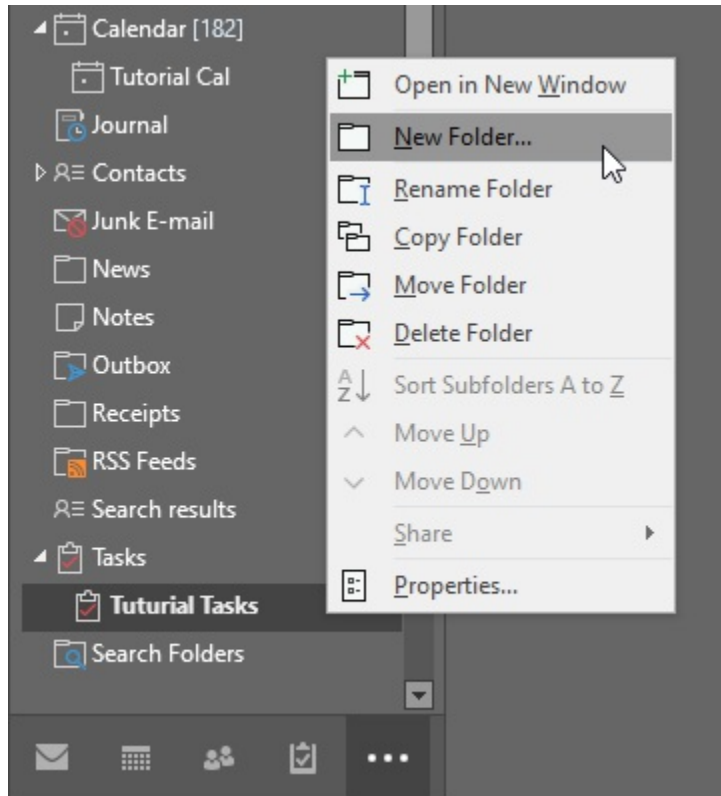 Calendar [182]
Tutorial Cal
Journal
Contacts
Junk E-mail
News
Notes
Outbox
Receipts
RSS Feeds
Search results
Tasks
Tuturial Tasks
Search Folders
Open in New Window
New Folder...
Rename Folder
Copy Folder
Move Folder
Delete Folder
Sort Subfolders A to Z
Move Up
Move Down
Share
Properties...